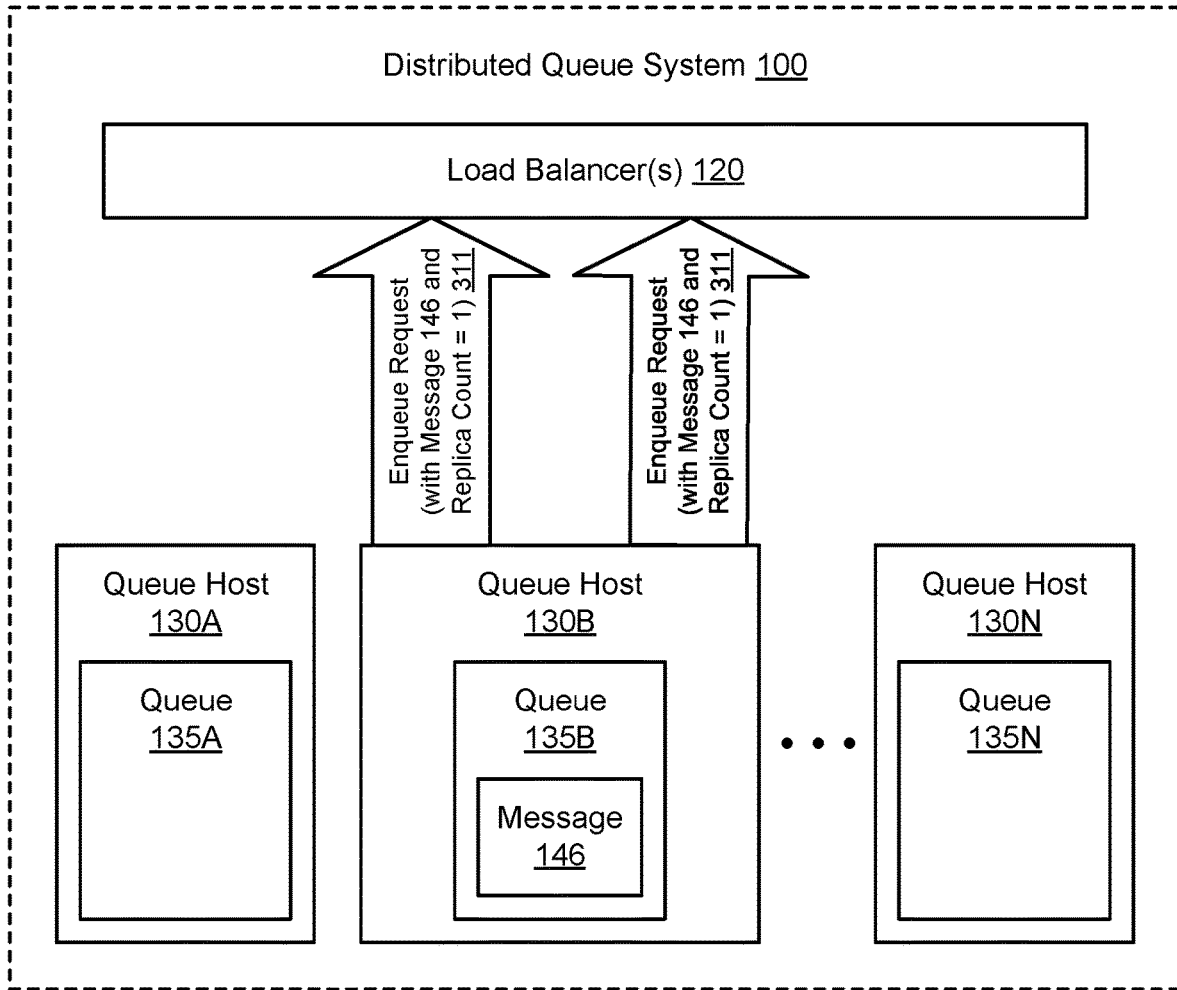 Distributed Queue System 100
Load Balancer(s) 120
Enqueue Request
(with Message 146 and
Replica Count = 1) 311
Enqueue Request
(with Message 146 and
Replica Count = 1) 311
Queue Host
130A
Queue
135A
Queue Host
130B
Queue
135B
Message
146
• • •
Queue Host
130N
Queue
135N